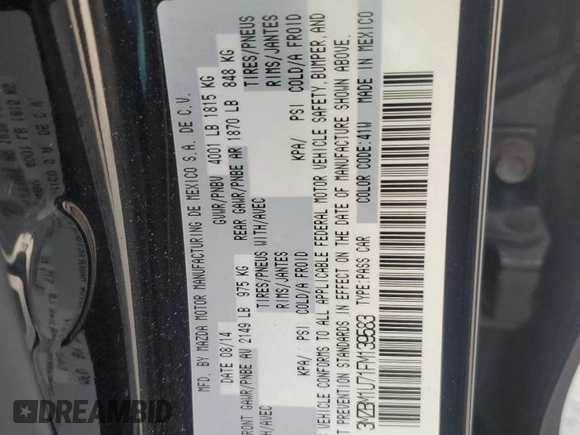 MFD. BY MAZDA MOTOR MANUFACTURING DE MEXICO S.A. DE C.V.
DATE 08/14 GVWR/PNBV 4001 LB 1815 KG
FRONT GAWR/PNBE AV 2149 LB 975 KG REAR GAWR/PNBE AR 1870 LB 848 KG
WITH/AVEC TIRES/PNEUS WITH/AVEC TIRES/PNEUS
RIMS/JANTES RIMS/JANTES
KPA/ PSI COLD/A FROID KPA/ PSI COLD/A FROID
VEHICLE CONFORMS TO ALL APPLICABLE FEDERAL MOTOR VEHICLE SAFETY, BUMPER, AND
T PREVENTION STANDARDS IN EFFECT ON THE DATE OF MANUFACTURE SHOWN ABOVE.
3MZBM1L71FM139583 TYPE:PASS CAR COLOR CODE:41W MADE IN MEXICO
DREAMBID